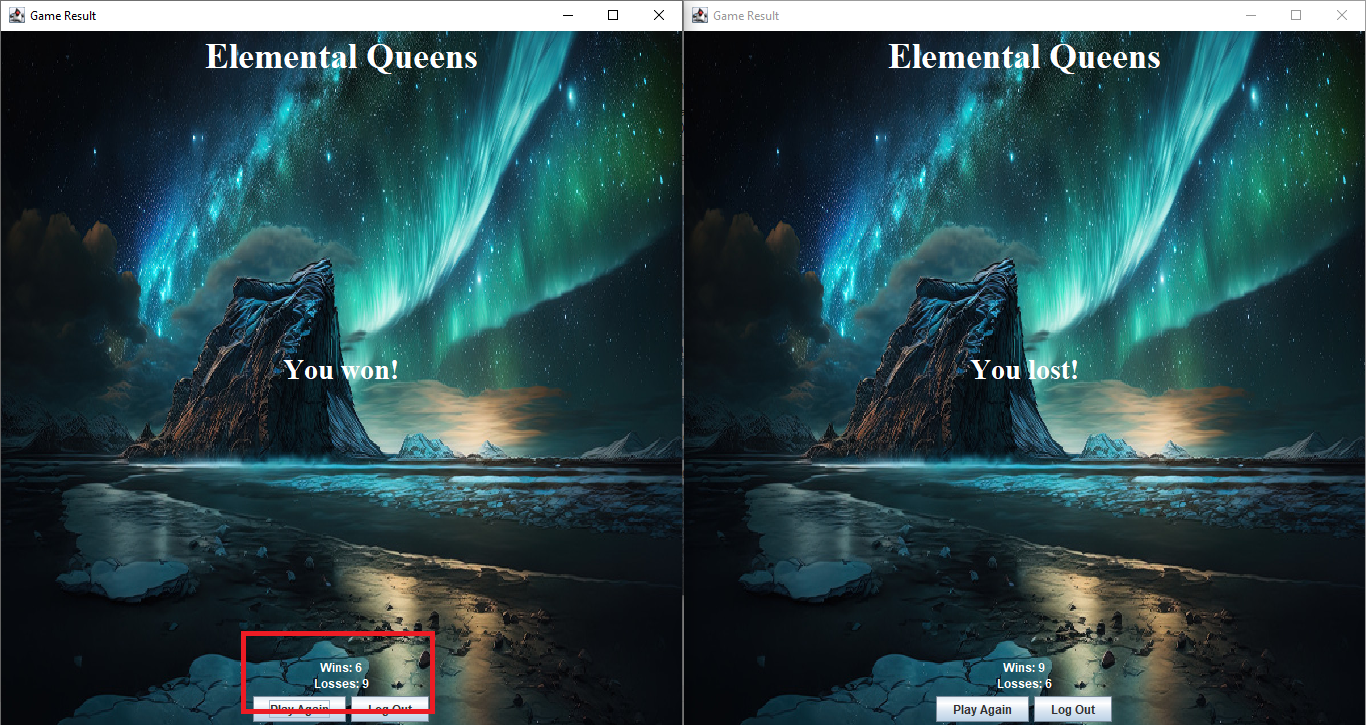 Game Result
Elemental Queens
You won!
Wins: 6
Losses: 9
Play Again
Log Out
Game Result
Elemental Queens
You lost!
Wins: 9
Losses: 6
Play Again
Log Out